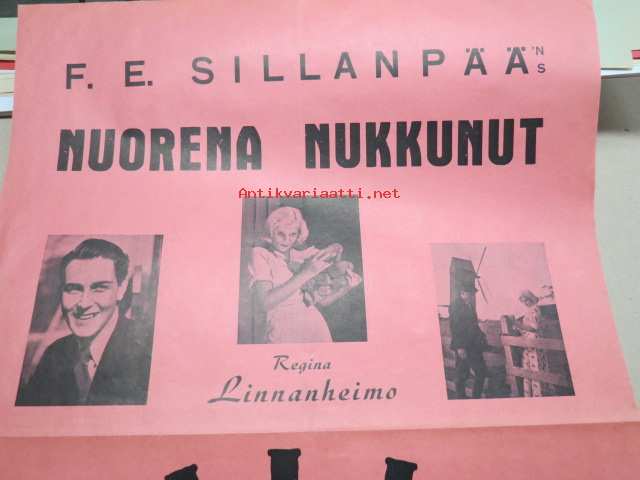 F. E. SILLANPÄÄ'N
S
NUORENA NUKKUNUT
Antikvariaatti.net
Regina
Linnanheimo